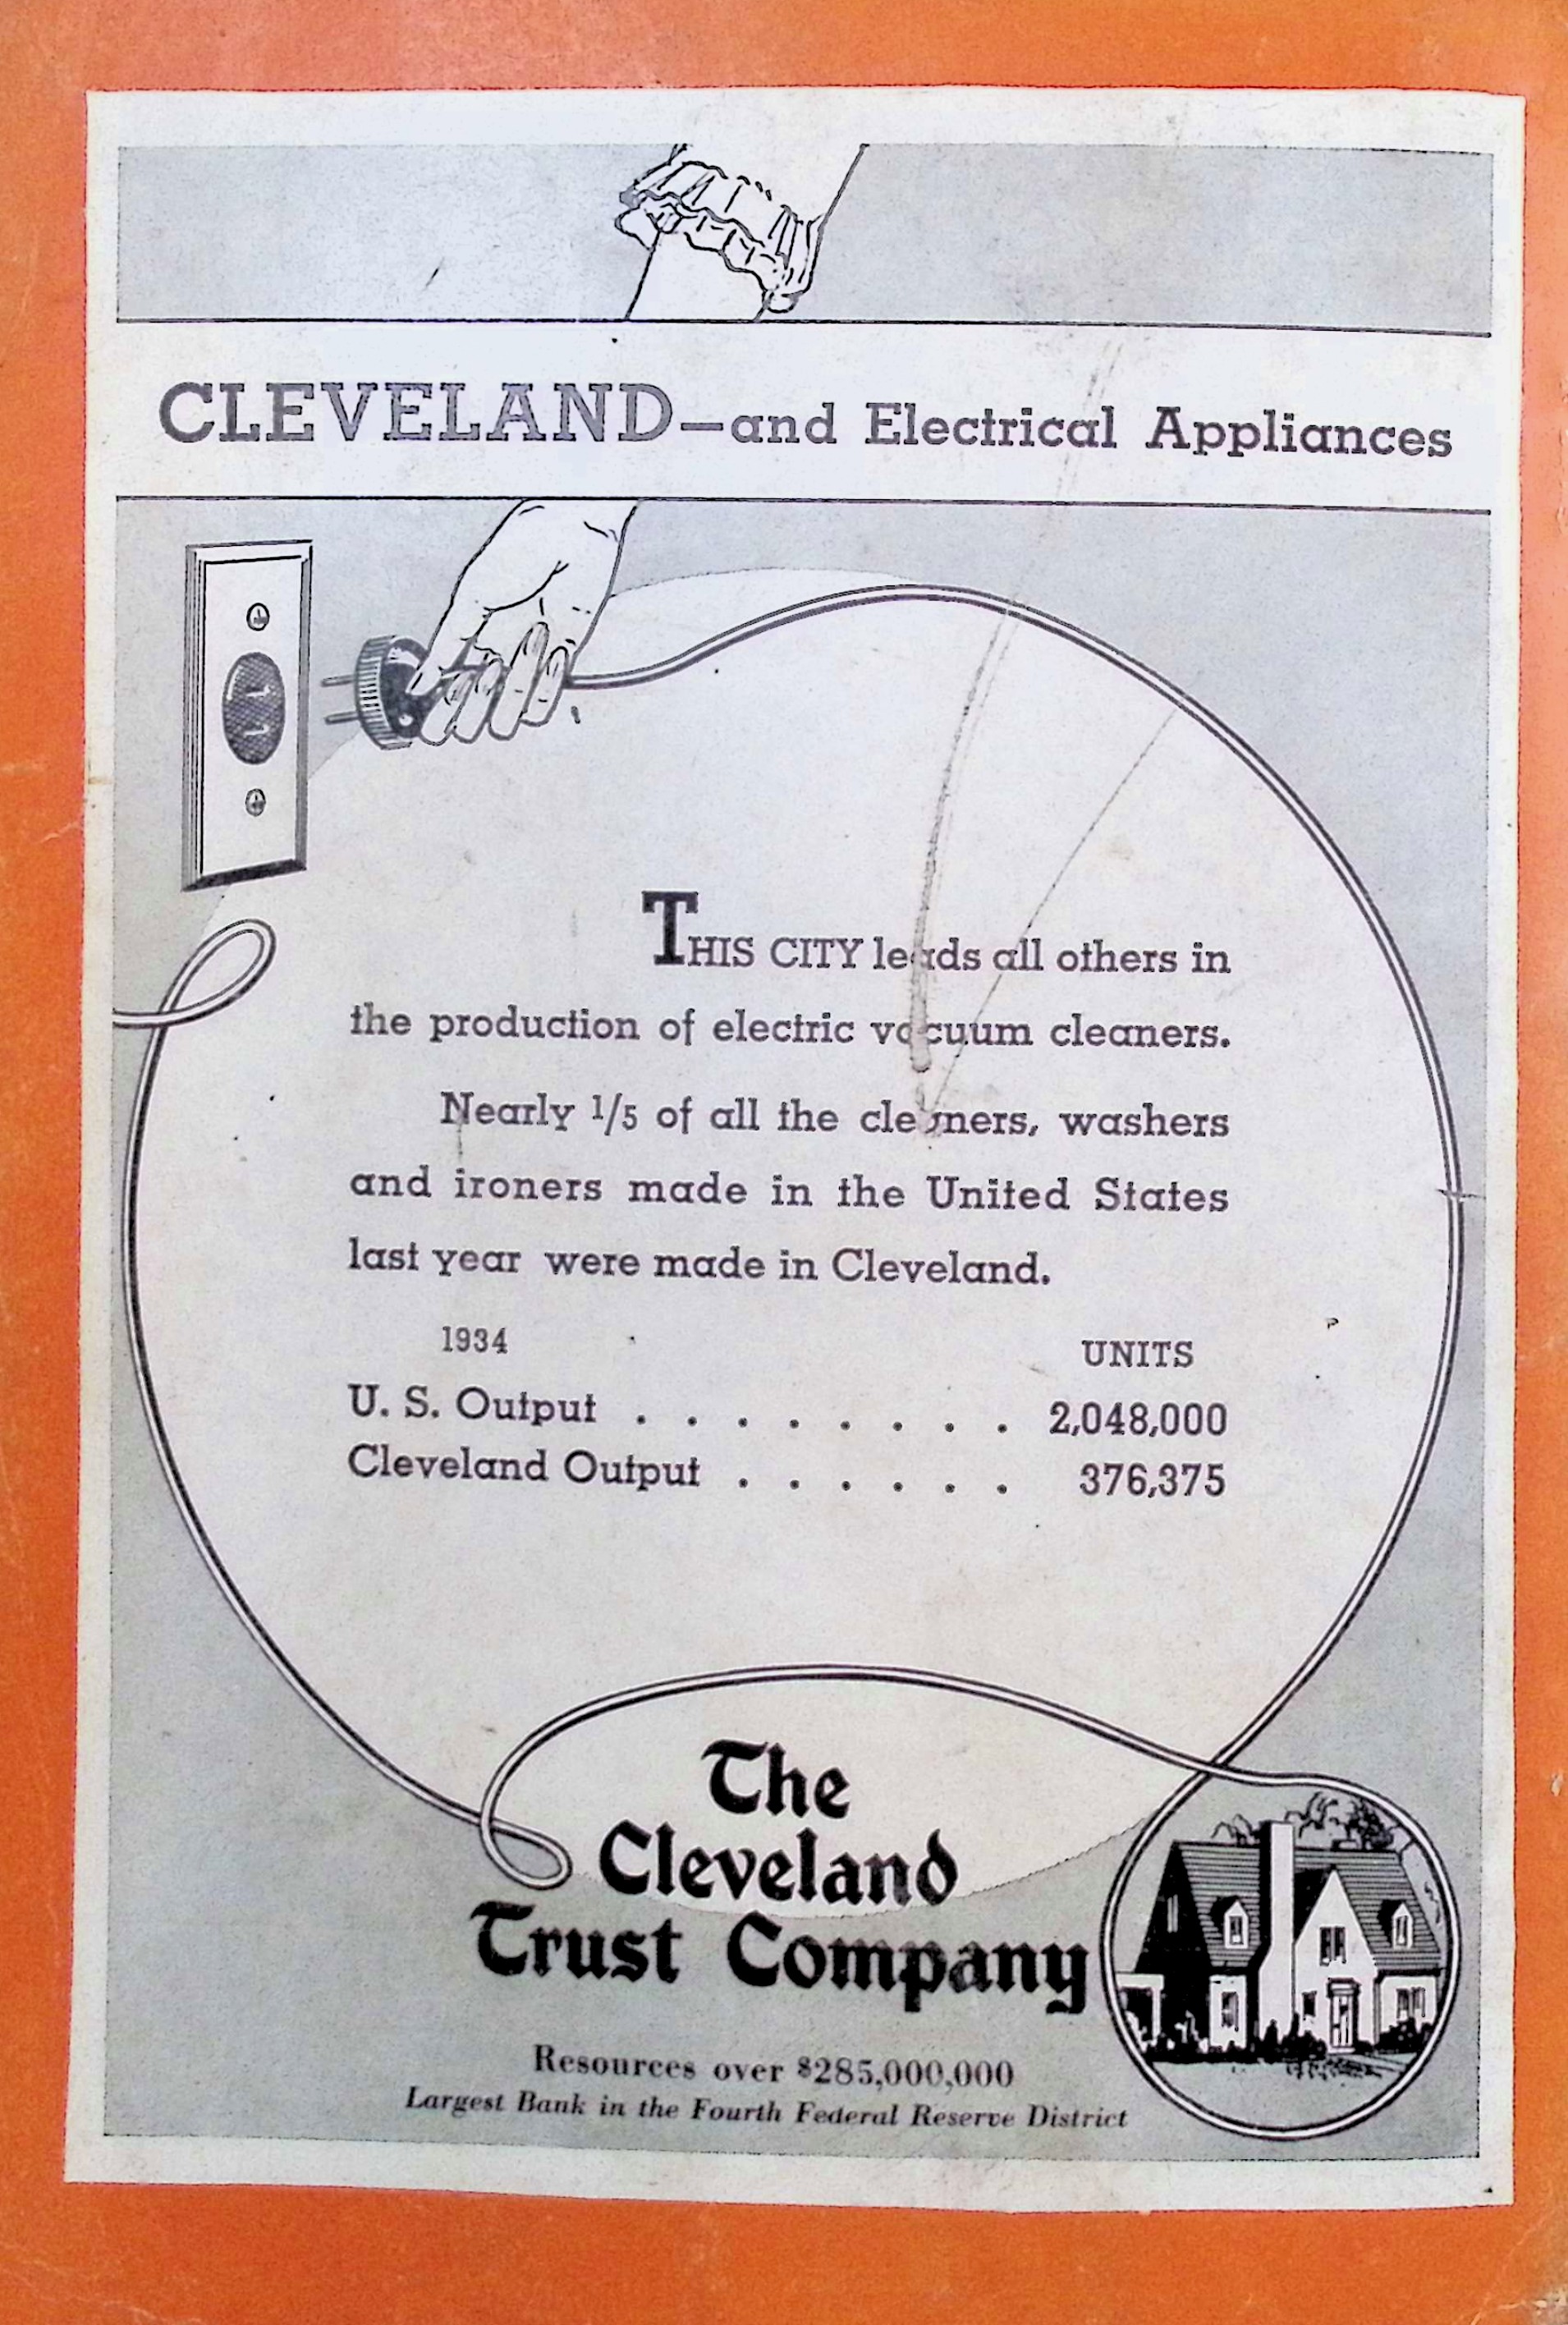 CLEVELAND—and Electrical Appliances
THIS CITY leads all others in
the production of electric vacuum cleaners.
Nearly 1/5 of all the cleaners, washers
and ironers made in the United States
last year were made in Cleveland.
1934 UNITS
U. S. Output . . . . . . . . 2,048,000
Cleveland Output . . . . . . 376,375
The
Cleveland
Trust Company
Resources over $285,000,000
Largest Bank in the Fourth Federal Reserve District